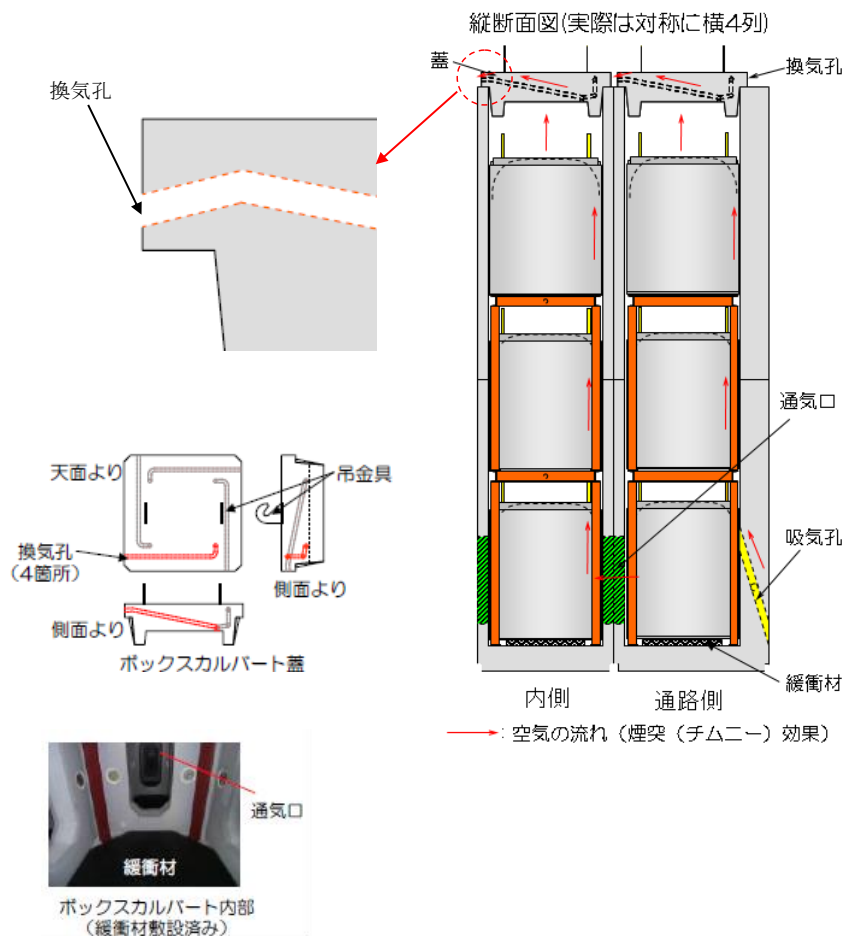 縦断面図(実際は対称に横4列)
蓋
換気孔
換気孔
通気口
吸気孔
緩衝材
内側
通路側
:空気の流れ(煙突(チムニー)効果)
天面より
吊金具
換気孔
(4箇所)
側面より
側面より
ボックスカルバート蓋
通気口
緩衝材
ボックスカルバート内部
(緩衝材敷設済み)